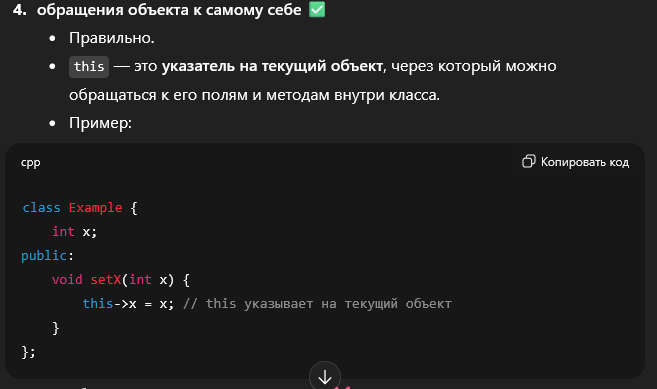 4. обращения объекта к самому себе ✅
• Правильно.
• this — это указатель на текущий объект, через который можно
обращаться к его полям и методам внутри класса.
• Пример:
cpp Копировать код
class Example {
    int x;
public:
    void setX(int x) {
        this->x = x; // this указывает на текущий объект
    }
};